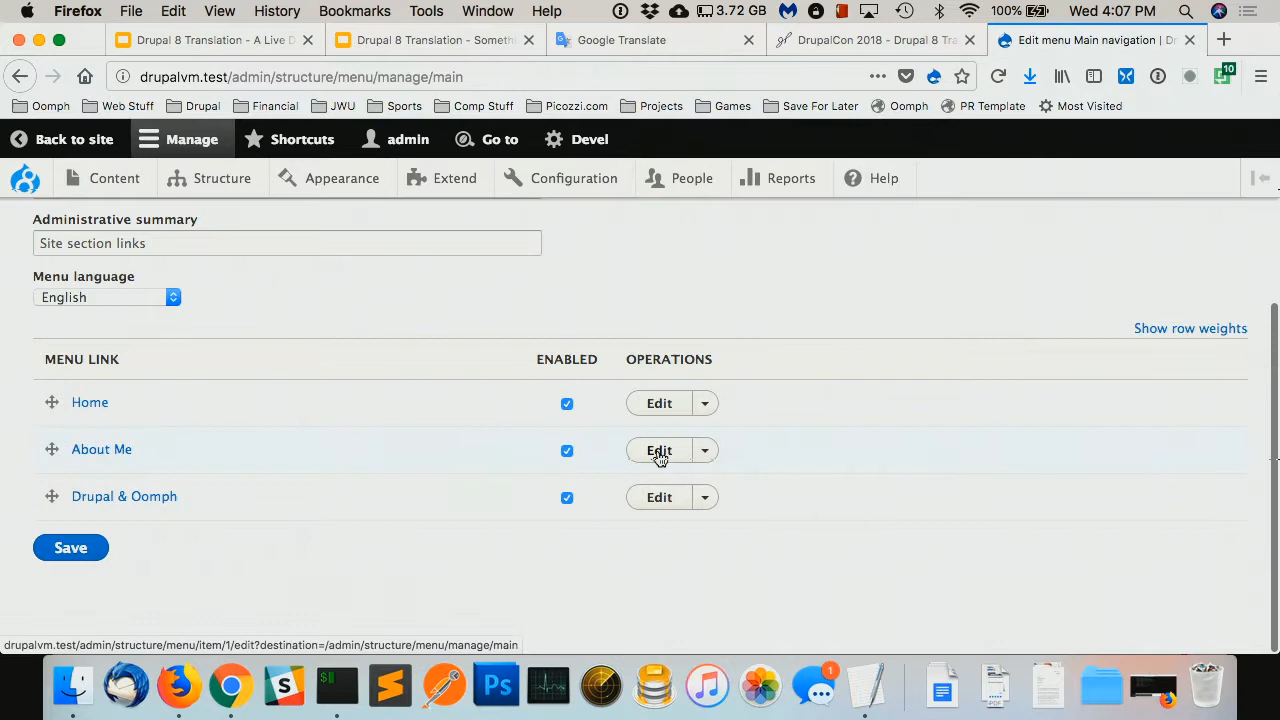 Firefox File Edit View History Bookmarks Tools Window Help 3.72 GB 100% Wed 4:07 PM
Drupal 8 Translation - A Live D
Drupal 8 Translation - Somet
Google Translate
DrupalCon 2018 - Drupal 8 Tra
Edit menu Main navigation | Dr
drupalvm.test/admin/structure/menu/manage/main
10
Oomph Web Stuff Drupal Financial JWU Sports Comp Stuff Picozzi.com Projects Games Save For Later Oomph PR Template Most Visited
Back to site Manage Shortcuts admin Go to Devel
Content Structure Appearance Extend Configuration People Reports Help
Administrative summary
Site section links
Menu language
English
Show row weights
MENU LINK ENABLED OPERATIONS
Home Edit
About Me Edit
Drupal & Oomph Edit
Save
drupalvm.test/admin/structure/menu/item/1/edit?destination=/admin/structure/menu/manage/main
S $ Ps 1 PDF